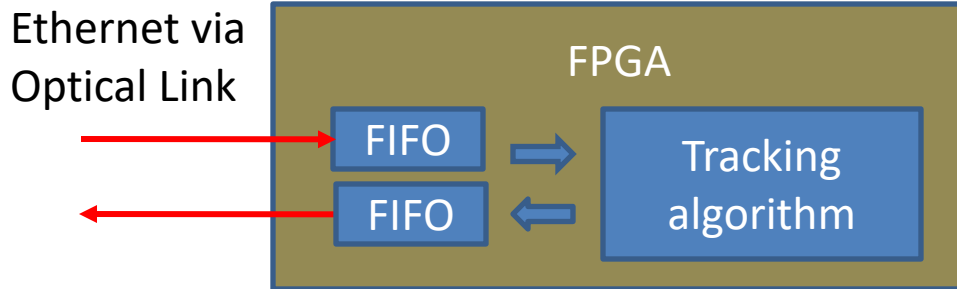 Ethernet via
Optical Link
FPGA
FIFO
FIFO
Tracking
algorithm